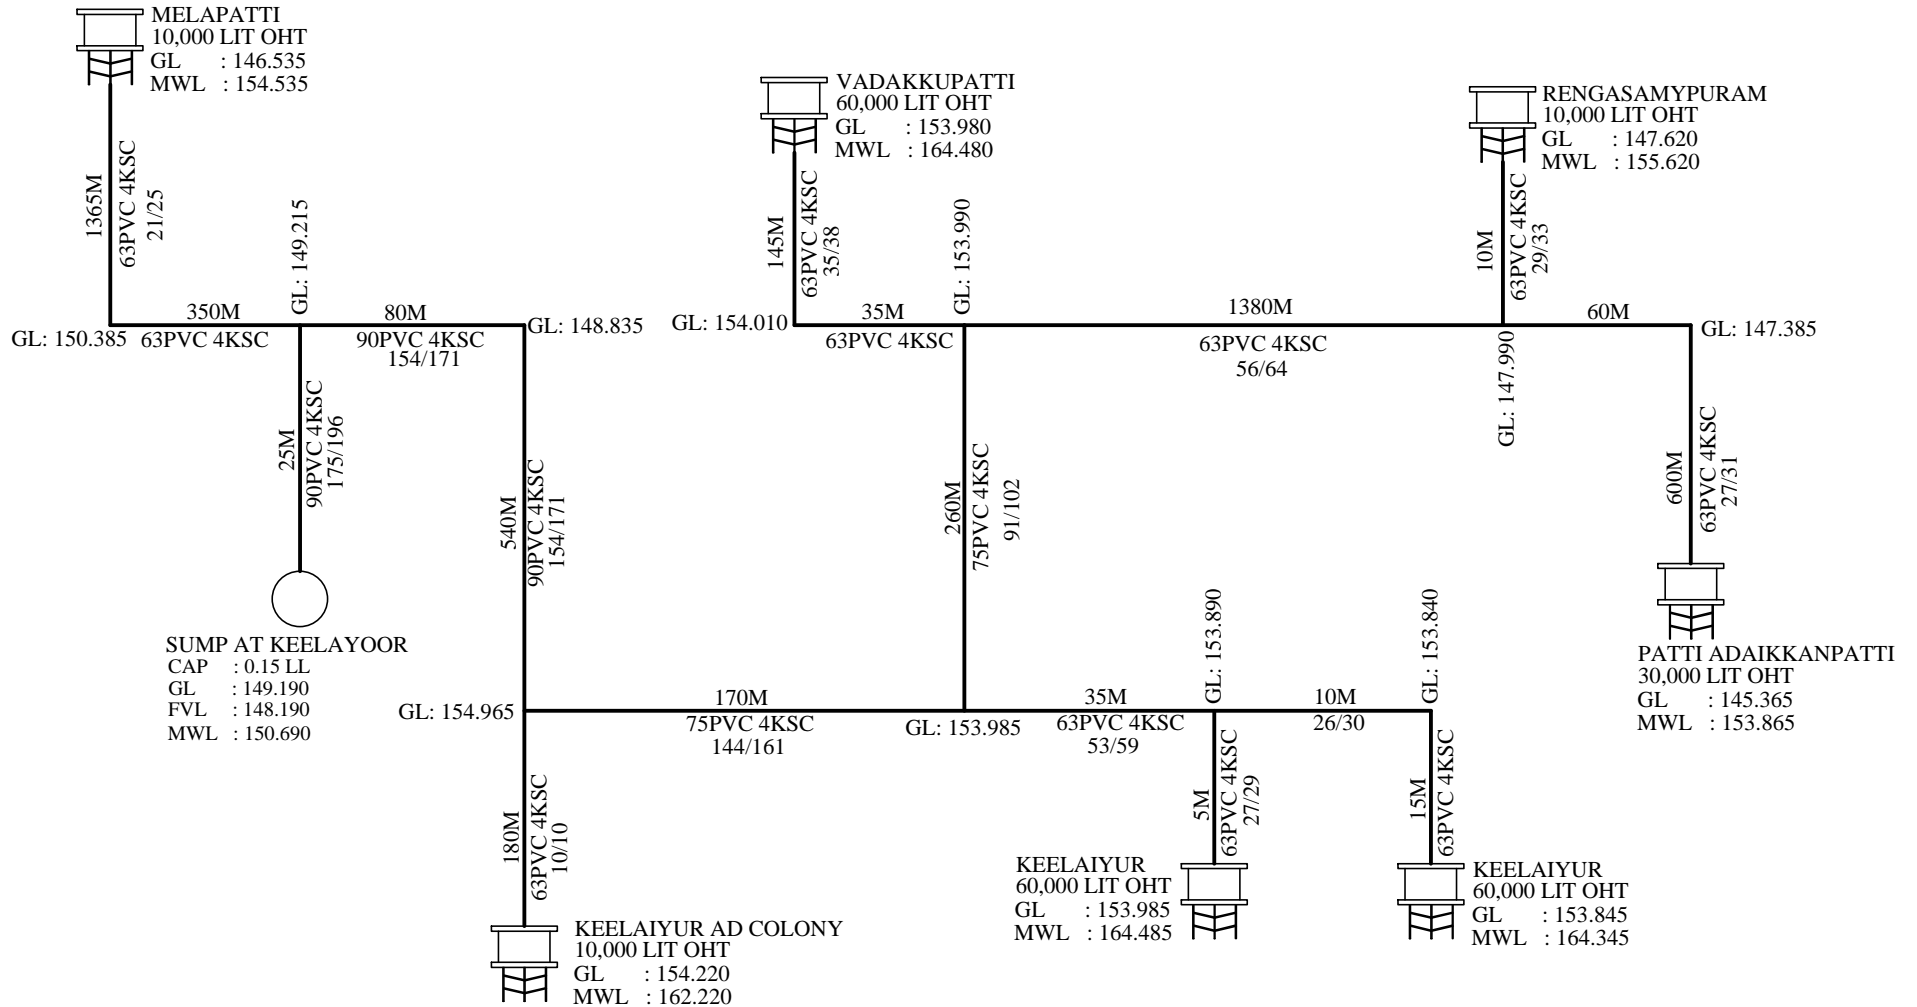 MELAPATTI
10,000 LIT OHT
GL : 146.535
MWL : 154.535
1365M
63PVC 4KSC
21/25
GL: 150.385
350M
63PVC 4KSC
GL: 149.215
80M
90PVC 4KSC
154/171
GL: 148.835
25M
90PVC 4KSC
175/196
SUMP AT KEELAYOOR
CAP : 0.15 LL
GL : 149.190
FVL : 148.190
MWL : 150.690
540M
90PVC 4KSC
154/171
GL: 154.965
180M
63PVC 4KSC
10/10
KEELAIYUR AD COLONY
10,000 LIT OHT
GL : 154.220
MWL : 162.220
170M
75PVC 4KSC
144/161
GL: 153.985
VADAKKUPATTI
60,000 LIT OHT
GL : 153.980
MWL : 164.480
145M
63PVC 4KSC
35/38
GL: 154.010
35M
63PVC 4KSC
GL: 153.990
260M
75PVC 4KSC
91/102
1380M
63PVC 4KSC
56/64
RENGASAMYPURAM
10,000 LIT OHT
GL : 147.620
MWL : 155.620
10M
63PVC 4KSC
29/33
GL: 147.990
60M
GL: 147.385
600M
63PVC 4KSC
27/31
PATTI ADAIKKANPATTI
30,000 LIT OHT
GL : 145.365
MWL : 153.865
35M
63PVC 4KSC
53/59
GL: 153.890
10M
26/30
GL: 153.840
5M
63PVC 4KSC
27/29
KEELAIYUR
60,000 LIT OHT
GL : 153.985
MWL : 164.485
15M
63PVC 4KSC
KEELAIYUR
60,000 LIT OHT
GL : 153.845
MWL : 164.345